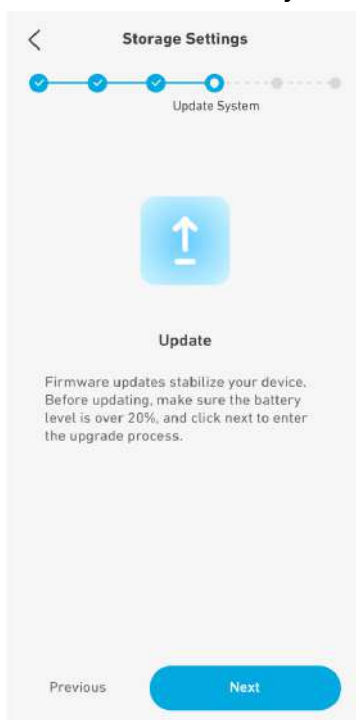 Storage Settings
Update System
Update
Firmware updates stabilize your device.
Before updating, make sure the battery
level is over 20%, and click next to enter
the upgrade process.
Previous
Next